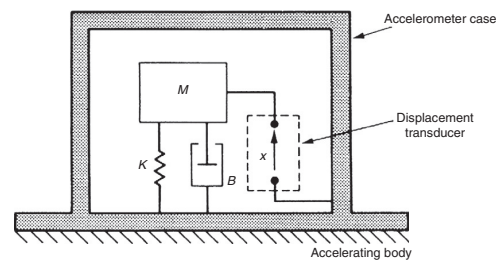 Accelerometer case
M
Displacement
transducer
K
B
x
Accelerating body